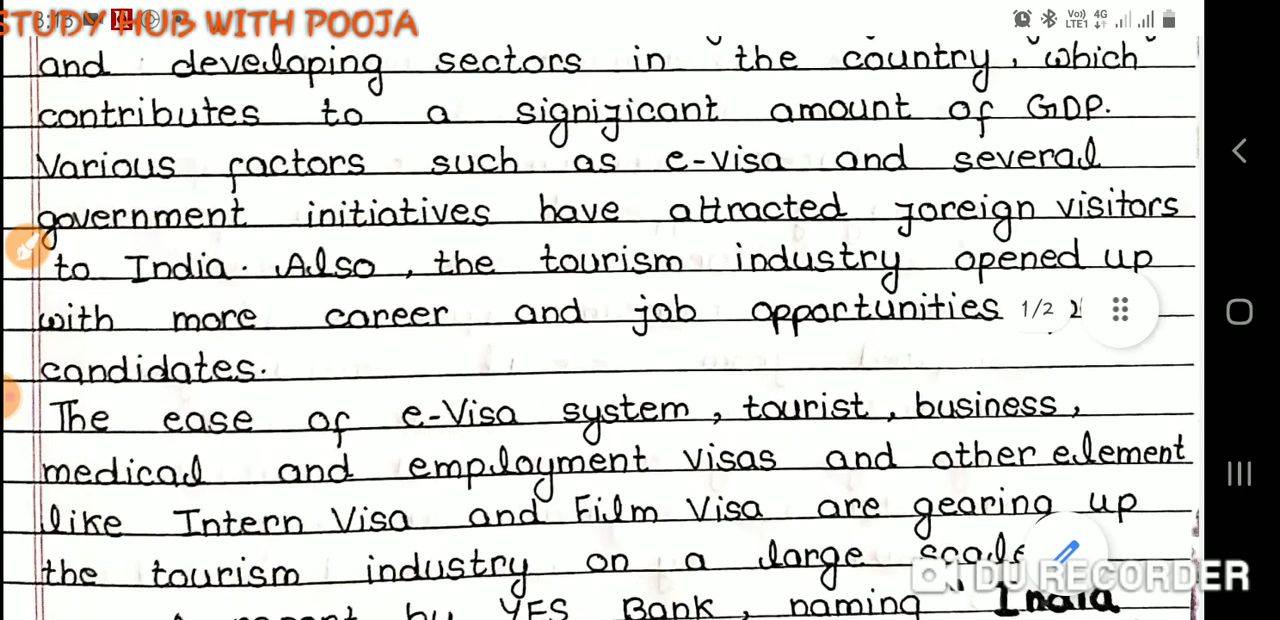 STUDY HUB WITH POOJA
and developing sectors in the country, which
contributes to a significant amount of GDP.
Various factors such as e-visa and several
government initiatives have attracted foreign visitors
to India. Also, the tourism industry opened up
with more career and job opportunities
1/2
candidates.
The ease of e-Visa system, tourist, business,
medical and employment visas and other element
like Intern Visa and Film Visa are gearing up
the tourism industry on a large scale
DU RECORDER
report by YES Bank, naming "India